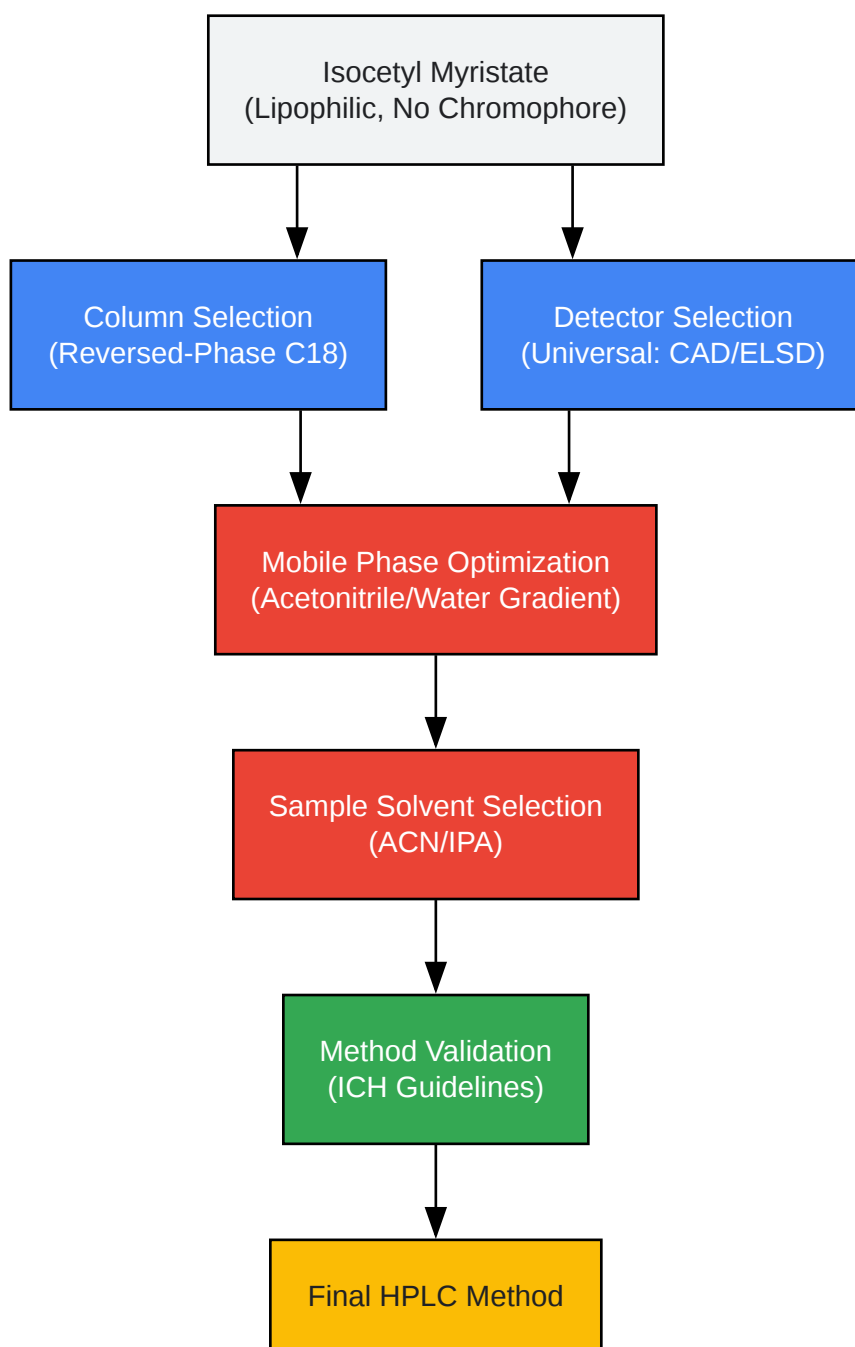 Isocetyl Myristate
(Lipophilic, No Chromophore)
Column Selection
(Reversed-Phase C18)
Detector Selection
(Universal: CAD/ELSD)
Mobile Phase Optimization
(Acetonitrile/Water Gradient)
Sample Solvent Selection
(ACN/IPA)
Method Validation
(ICH Guidelines)
Final HPLC Method